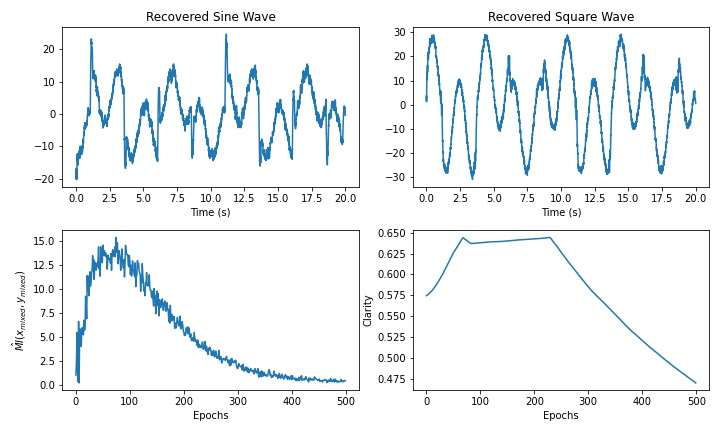 Recovered Sine Wave
20
10
0
−10
−20
0.0 2.5 5.0 7.5 10.0 12.5 15.0 17.5 20.0
Time (s)
Recovered Square Wave
30
20
10
0
−10
−20
−30
0.0 2.5 5.0 7.5 10.0 12.5 15.0 17.5 20.0
Time (s)
M̂I(x_mixed, y_mixed)
15.0
12.5
10.0
7.5
5.0
2.5
0.0
0 100 200 300 400 500
Epochs
Clarity
0.650
0.625
0.600
0.575
0.550
0.525
0.500
0.475
0 100 200 300 400 500
Epochs